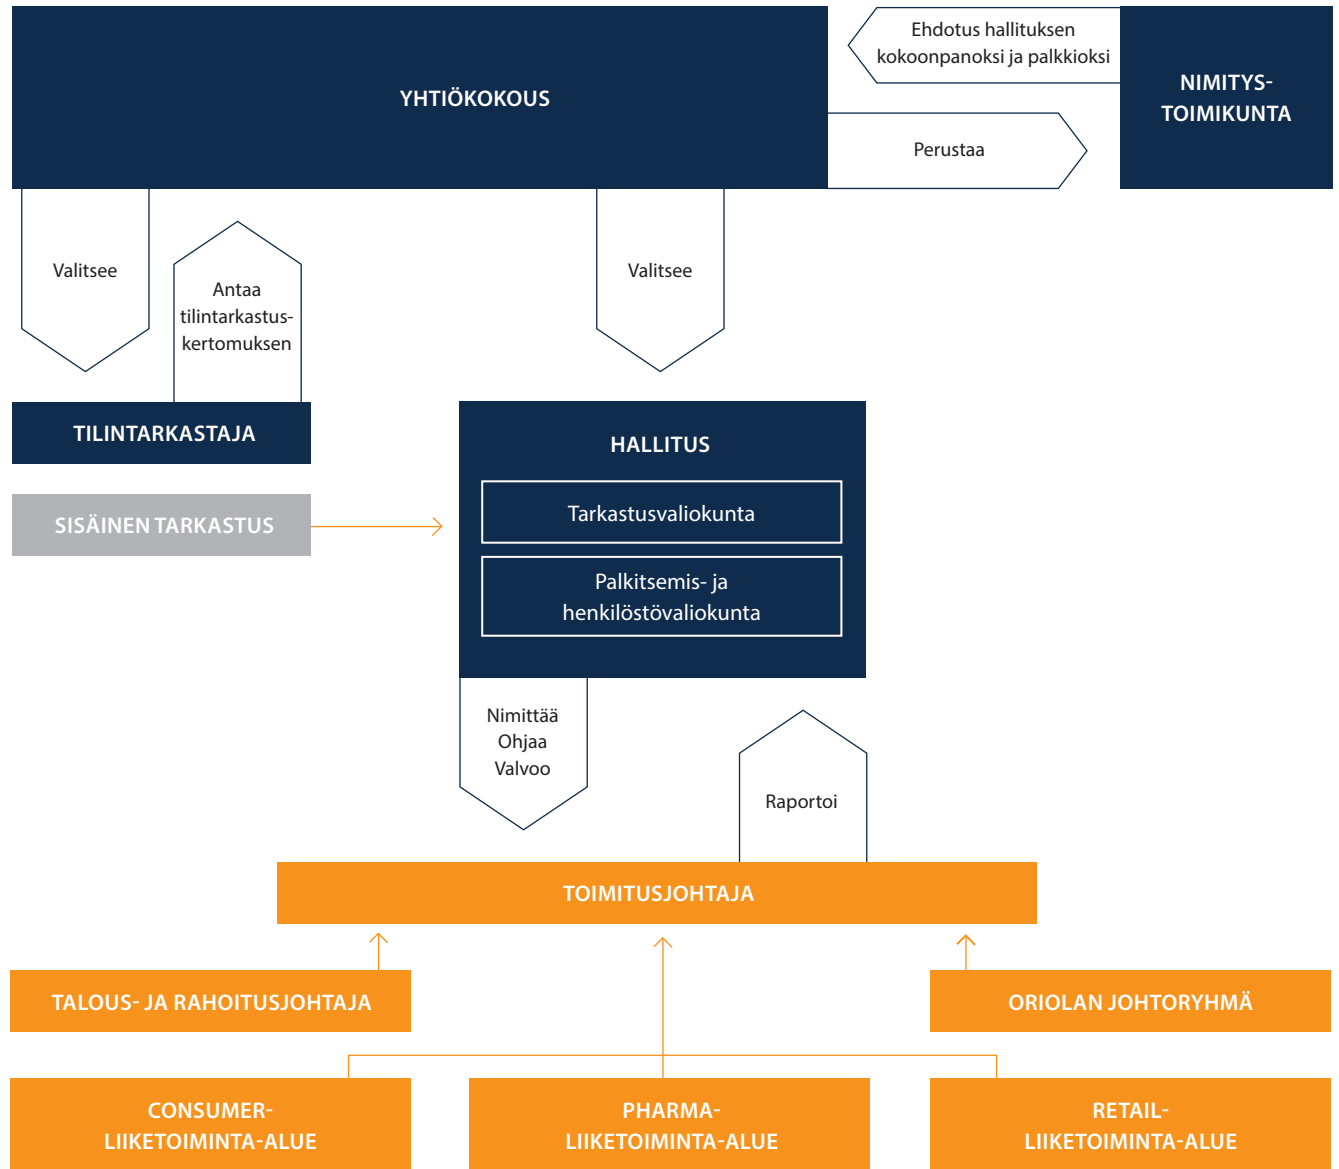 YHTIÖKOKOUS
Ehdotus hallituksen
kokoonpanoksi ja palkkioksi
NIMITYS-
TOIMIKUNTA
Perustaa
Valitsee
Antaa
tilintarkastus-
kertomuksen
Valitsee
TILINTARKASTAJA
SISÄINEN TARKASTUS
HALLITUS
Tarkastusvaliokunta
Palkitsemis- ja
henkilöstövaliokunta
Nimittää
Ohjaa
Valvoo
Raportoi
TOIMITUSJOHTAJA
TALOUS- JA RAHOITUSJOHTAJA
ORIOLAN JOHTORYHMÄ
CONSUMER-
LIIKETOIMINTA-ALUE
PHARMA-
LIIKETOIMINTA-ALUE
RETAIL-
LIIKETOIMINTA-ALUE